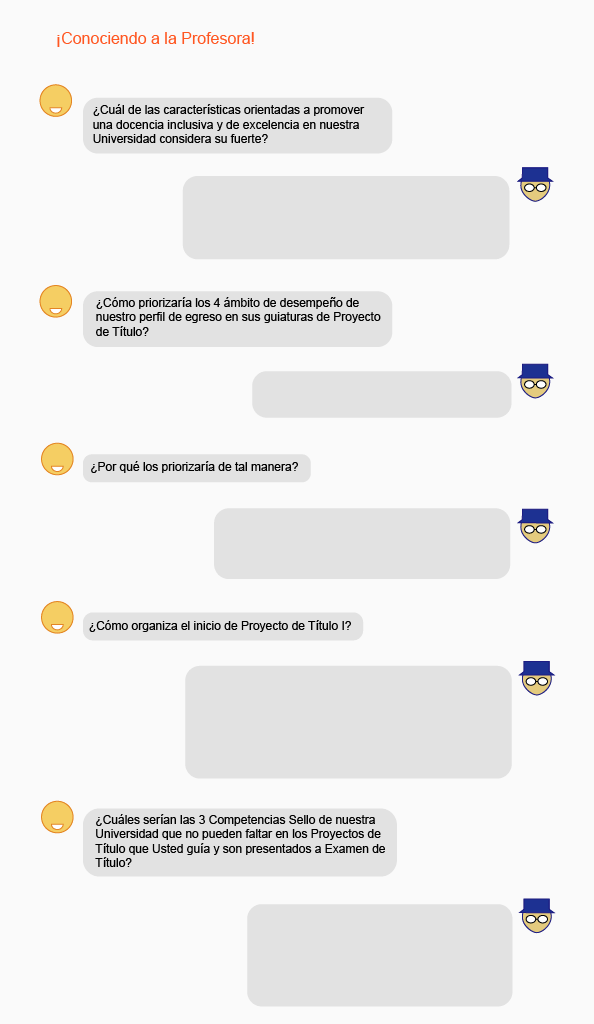 ¡Conociendo a la Profesora!
¿Cuál de las características orientadas a promover
una docencia inclusiva y de excelencia en nuestra
Universidad considera su fuerte?
¿Cómo priorizaría los 4 ámbito de desempeño de
nuestro perfil de egreso en sus guiaturas de Proyecto
de Título?
¿Por qué los priorizaría de tal manera?
¿Cómo organiza el inicio de Proyecto de Título I?
¿Cuáles serían las 3 Competencias Sello de nuestra
Universidad que no pueden faltar en los Proyectos de
Título que Usted guía y son presentados a Examen de
Título?